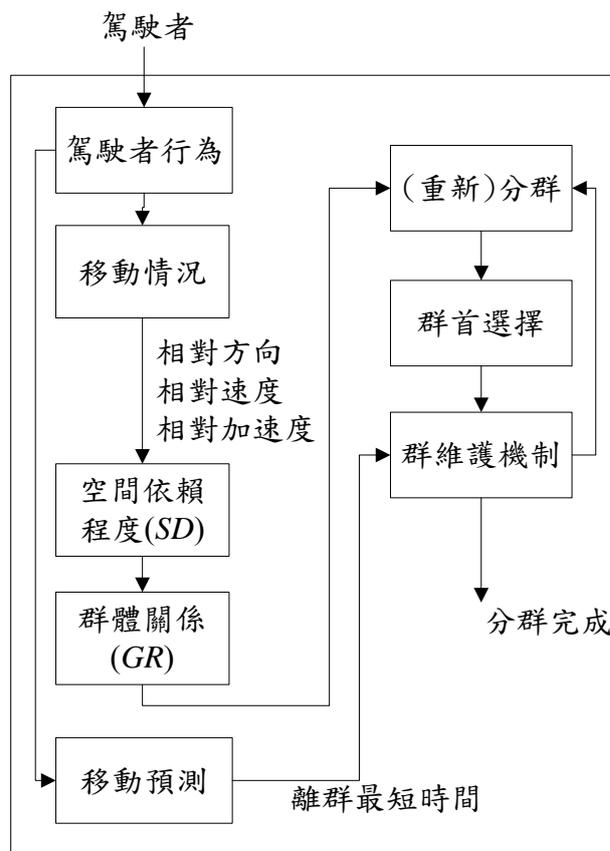 駕駛者
駕駛者行為
移動情況
相對方向
相對速度
相對加速度
空間依賴
程度(SD)
群體關係
(GR)
移動預測
離群最短時間
(重新)分群
群首選擇
群維護機制
分群完成